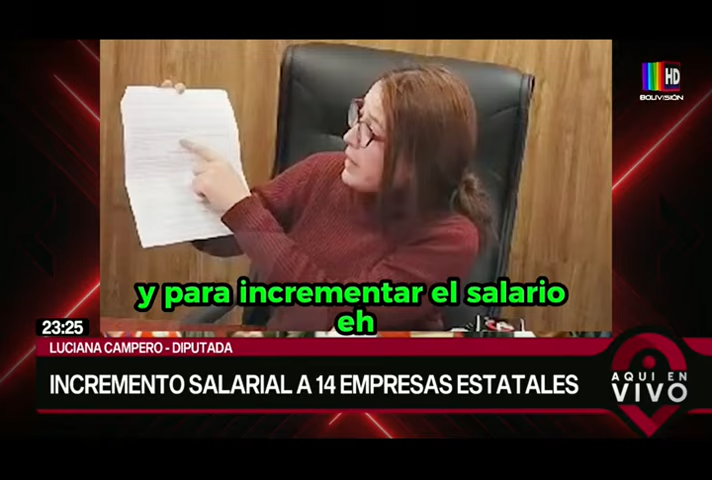 HD
BOLIVISIÓN
y para incrementar el salario
eh
23:25
LUCIANA CAMPERO - DIPUTADA
INCREMENTO SALARIAL A 14 EMPRESAS ESTATALES
AQUI EN
VIVO